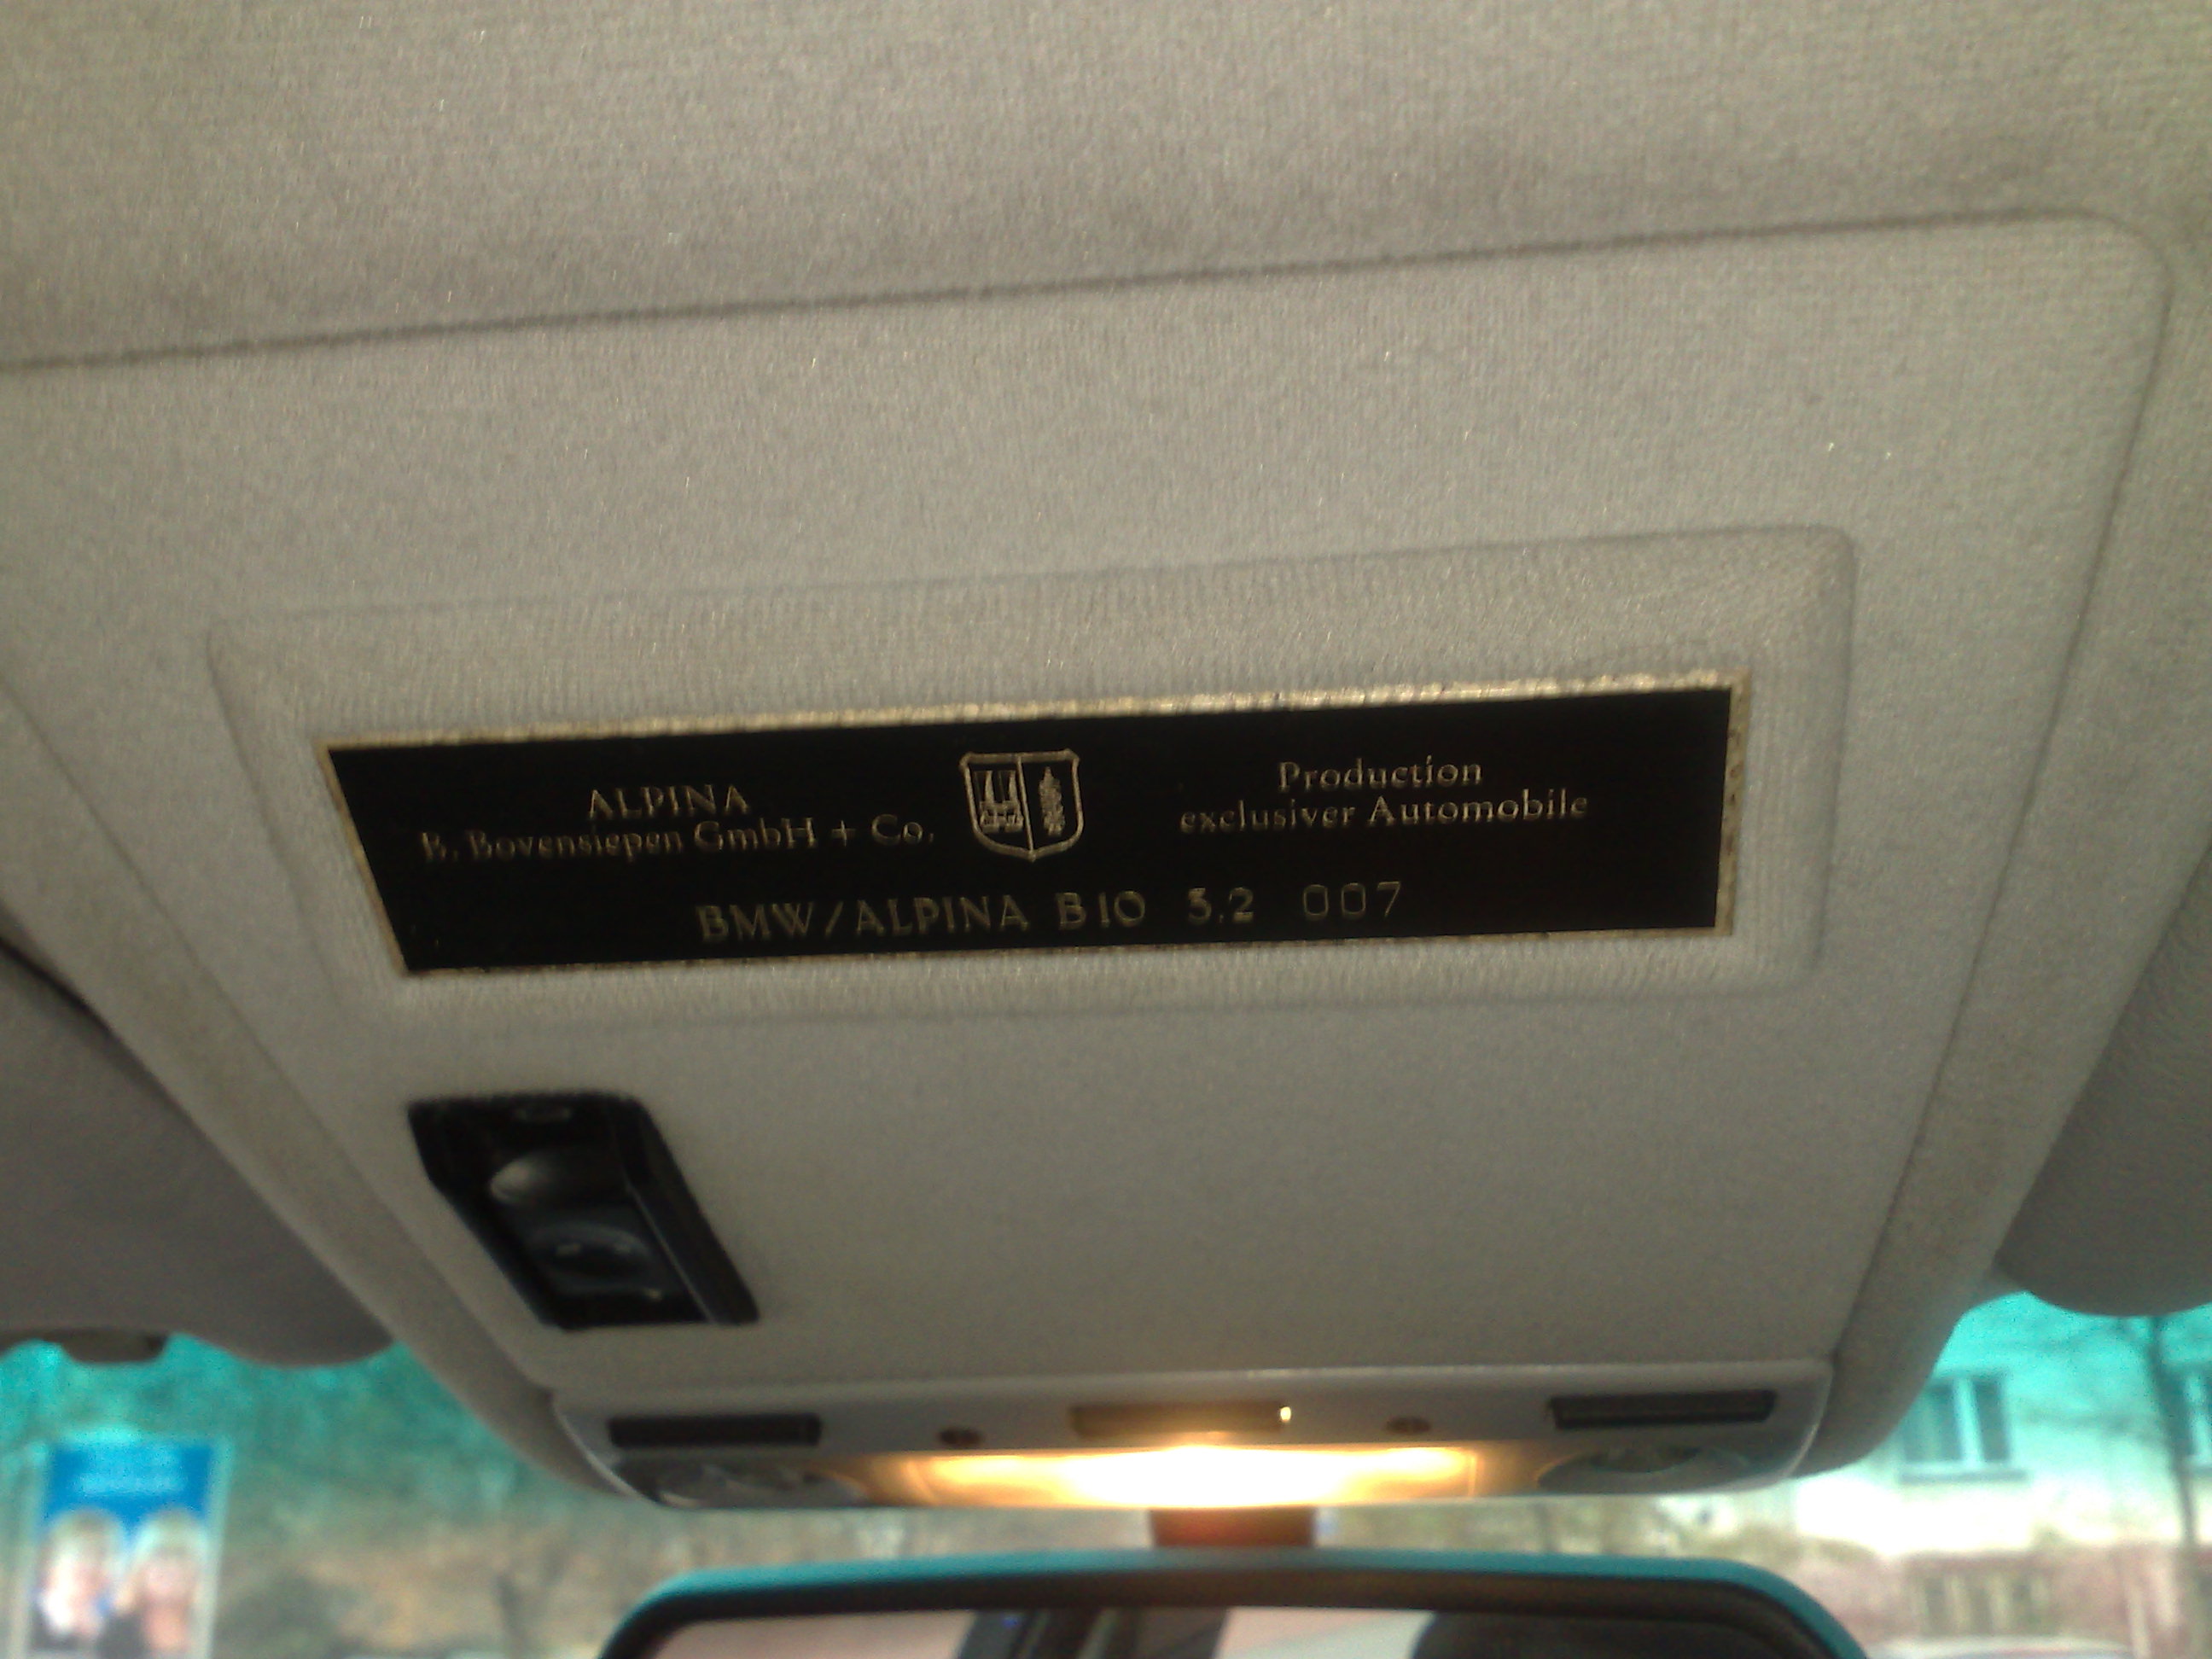 ALPINA
B. Bovensiepen GmbH + Co.
Production
exclusiver Automobile
BMW/ALPINA B10 3.2 007